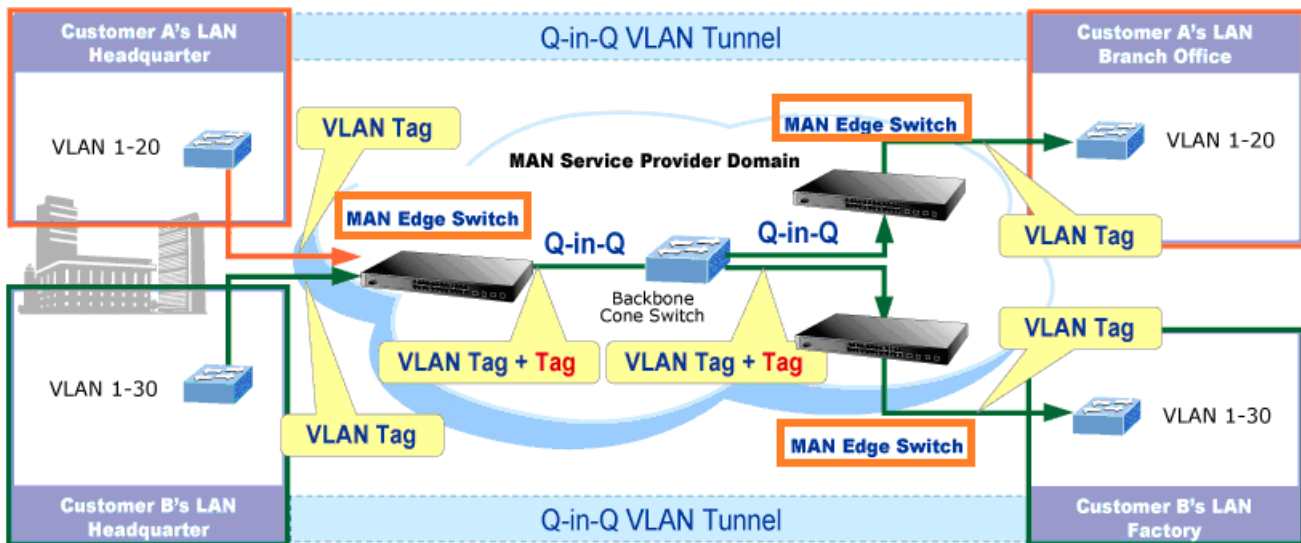 Customer A's LAN
Headquarter
Q-in-Q VLAN Tunnel
Customer A's LAN
Branch Office
VLAN 1-20
VLAN Tag
MAN Edge Switch
MAN Service Provider Domain
VLAN 1-20
MAN Edge Switch
Q-in-Q
Q-in-Q
VLAN Tag
Backbone
Cone Switch
VLAN Tag + Tag
VLAN Tag + Tag
VLAN Tag
VLAN 1-30
VLAN Tag
MAN Edge Switch
VLAN 1-30
Customer B's LAN
Headquarter
Q-in-Q VLAN Tunnel
Customer B's LAN
Factory